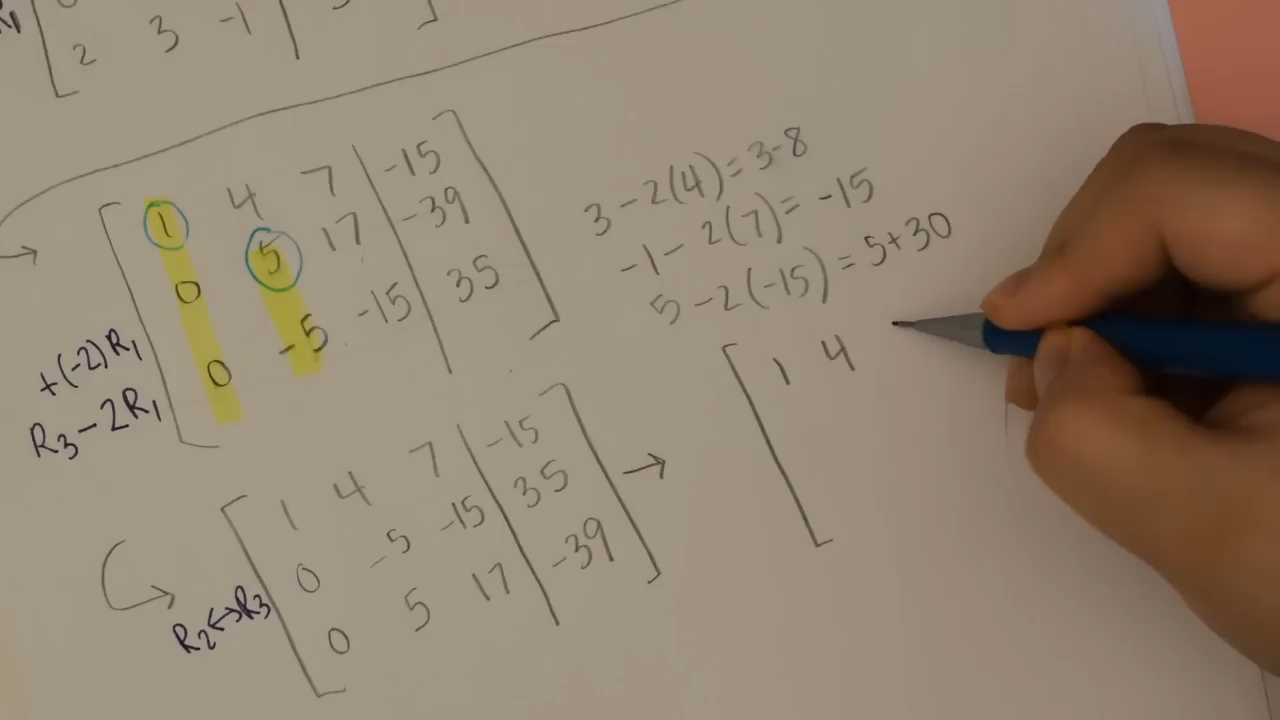 2 3 -1
1 4 7 -15
0 5 17 -39
0 -5 -15 35
+(-2)R₁
R₃-2R₁
3-2(4)=3-8
-1-2(7)=-15
5-2(-15)=5+30
R₂↔R₃
1 4 7 -15
0 -5 -15 35
0 5 17 -39
→
1 4